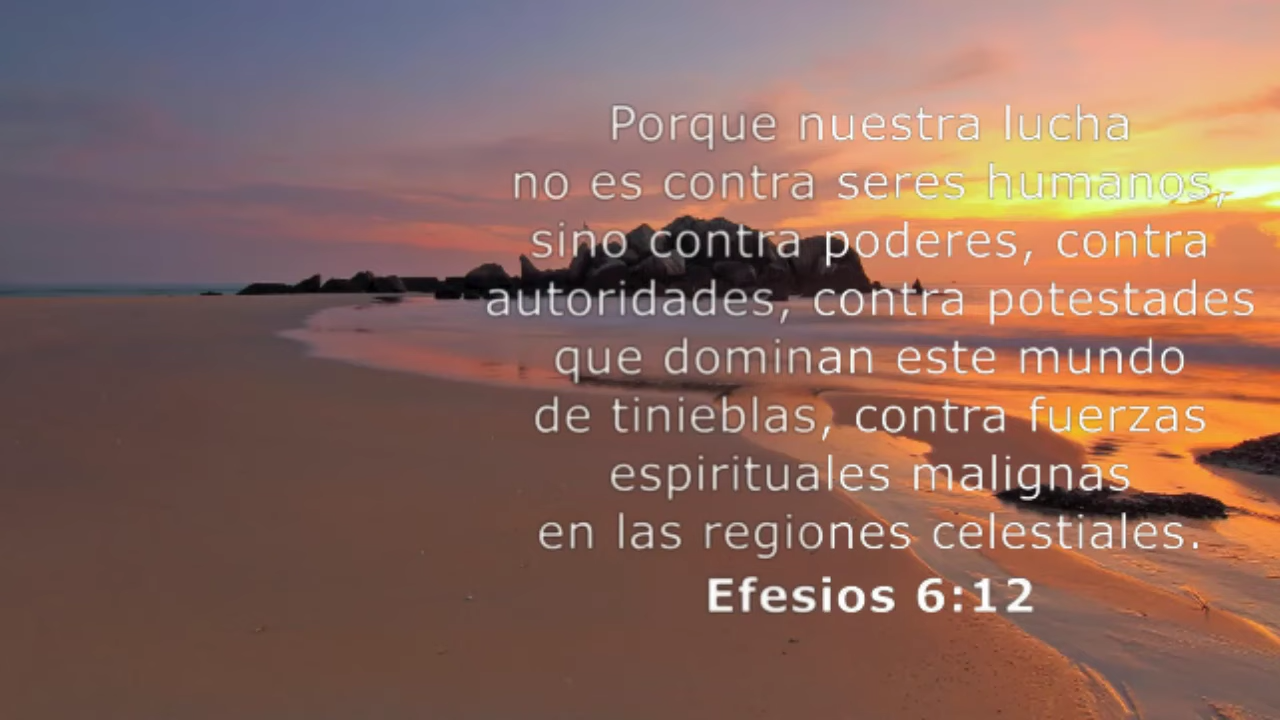 Porque nuestra lucha
no es contra seres humanos,
sino contra poderes, contra
autoridades, contra potestades
que dominan este mundo
de tinieblas, contra fuerzas
espirituales malignas
en las regiones celestiales.
Efesios 6:12